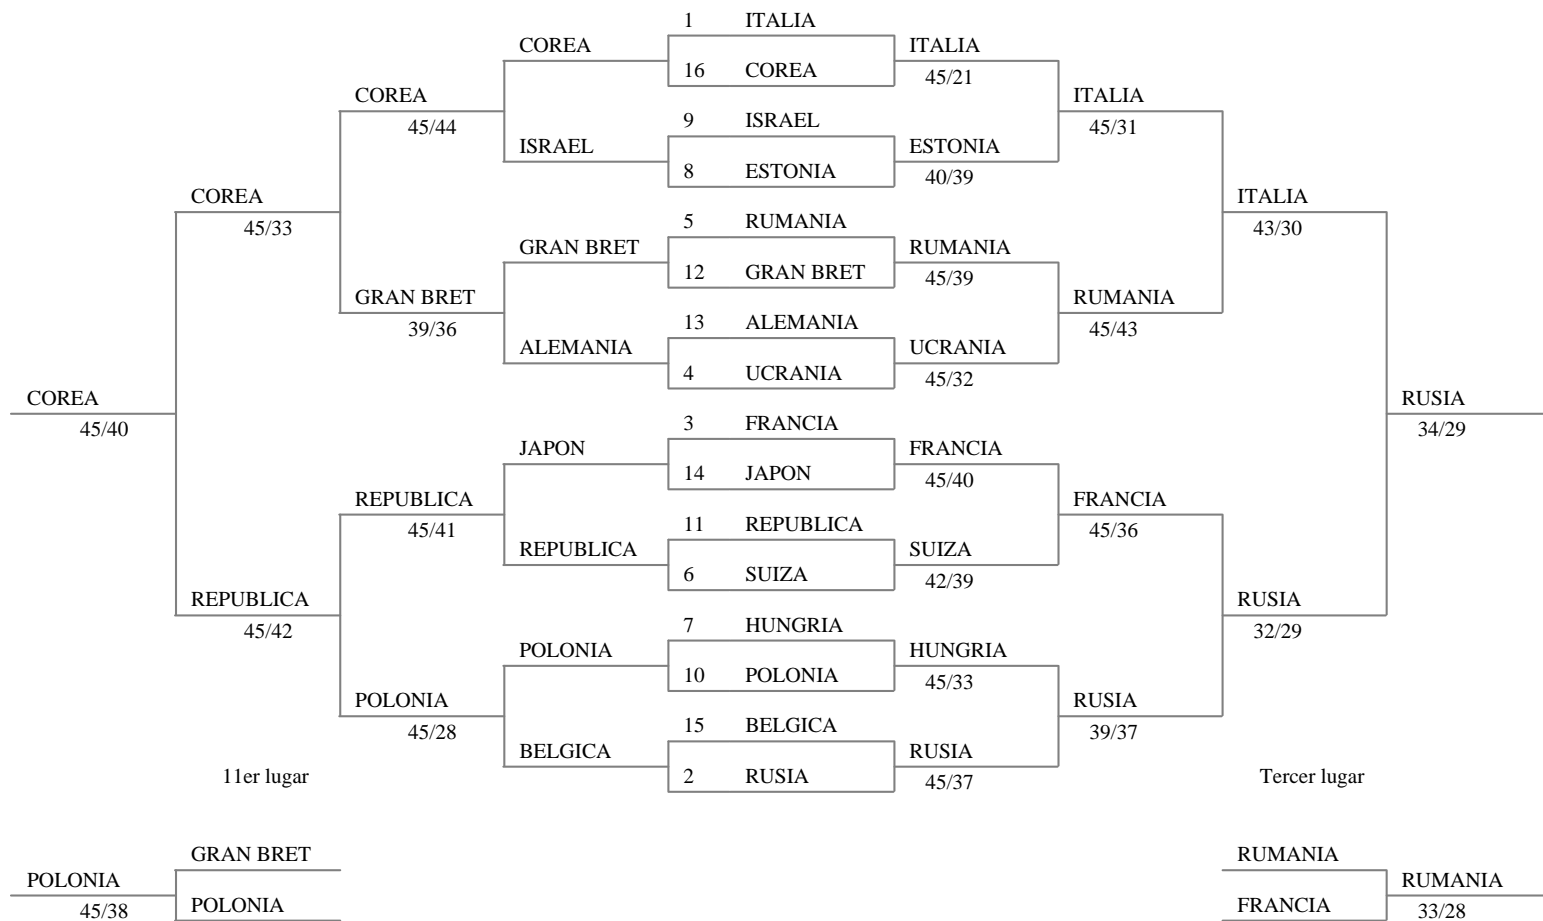 1 ITALIA
COREA ITALIA
16 COREA 45/21
COREA ITALIA
45/44 9 ISRAEL 45/31
ISRAEL ESTONIA
8 ESTONIA 40/39
COREA ITALIA
45/33 5 RUMANIA 43/30
GRAN BRET RUMANIA
12 GRAN BRET 45/39
GRAN BRET RUMANIA
39/36 13 ALEMANIA 45/43
ALEMANIA UCRANIA
4 UCRANIA 45/32
COREA RUSIA
45/40 3 FRANCIA 34/29
JAPON FRANCIA
14 JAPON 45/40
REPUBLICA FRANCIA
45/41 11 REPUBLICA 45/36
REPUBLICA SUIZA
6 SUIZA 42/39
REPUBLICA RUSIA
45/42 7 HUNGRIA 32/29
POLONIA HUNGRIA
10 POLONIA 45/33
POLONIA RUSIA
45/28 15 BELGICA 39/37
BELGICA RUSIA
11er lugar 2 RUSIA 45/37 Tercer lugar
GRAN BRET RUMANIA
POLONIA RUMANIA
45/38 POLONIA FRANCIA 33/28